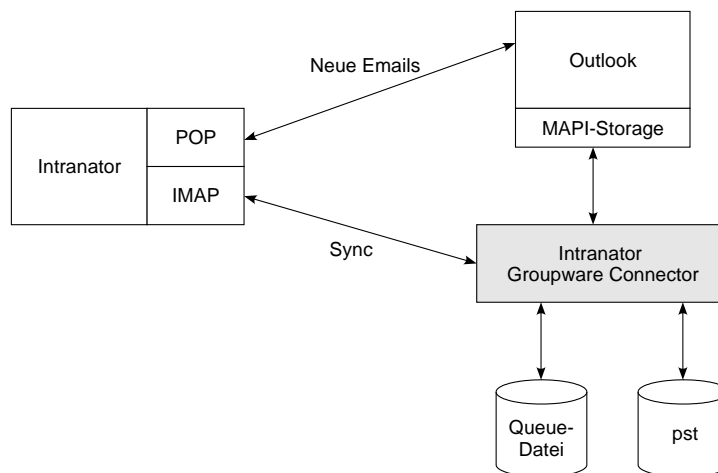 Neue Emails
Outlook
POP
MAPI-Storage
Intranator
IMAP
Sync
Intranator
Groupware Connector
Queue-
Datei
pst